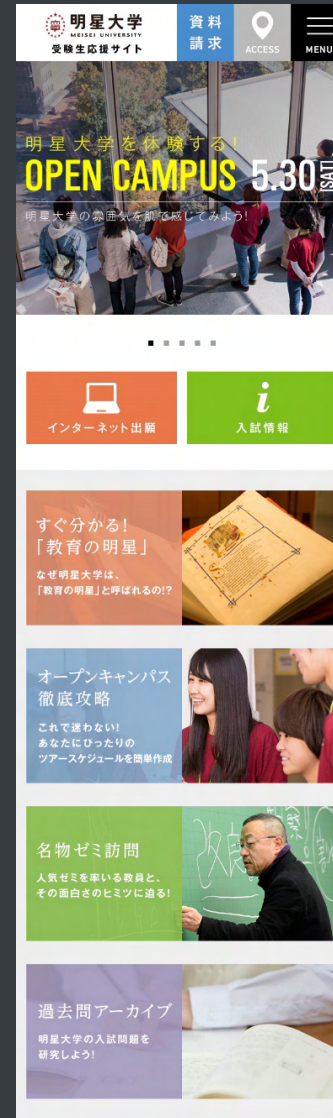 明星大学
MEISEI UNIVERSITY
受験生応援サイト
資料
請求
ACCESS
MENU
明星大学を体験する!
OPEN CAMPUS 5.30 [SAT]
明星大学の雰囲気を肌で感じてみよう!
インターネット出願
i
入試情報
すぐ分かる!
「教育の明星」
なぜ明星大学は、
「教育の明星」と呼ばれるの!?
オープンキャンパス
徹底攻略
これで迷わない!
あなたにぴったりの
ツアースケジュールを簡単作成
名物ゼミ訪問
人気ゼミを率いる教員と、
その面白さのヒミツに迫る!
過去問アーカイブ
明星大学の入試問題を
研究しよう!